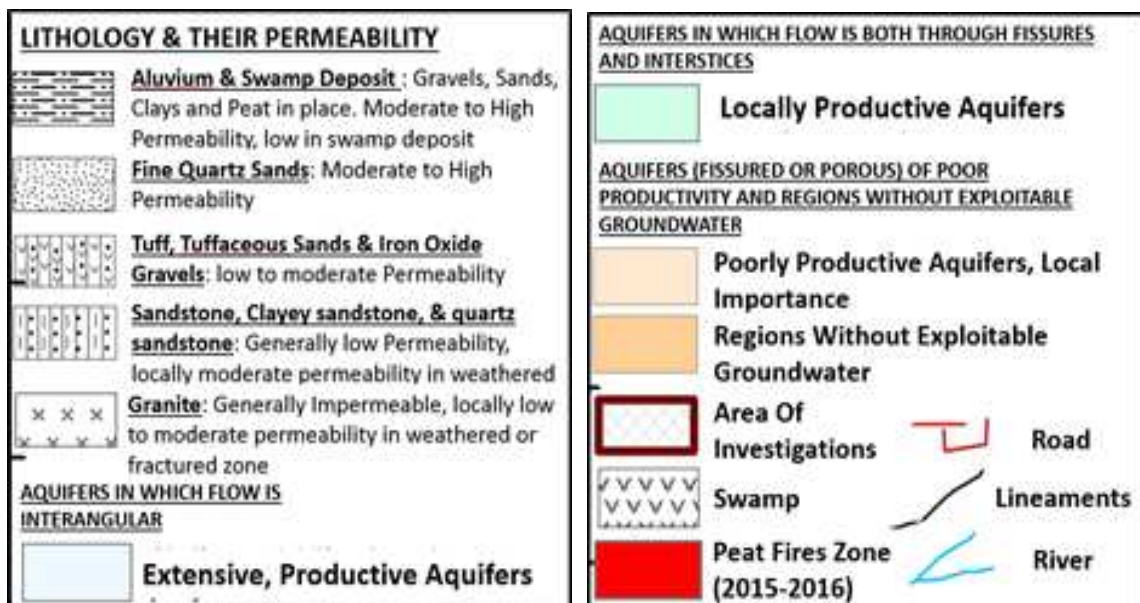 LITHOLOGY & THEIR PERMEABILITY
Aluvium & Swamp Deposit : Gravels, Sands,
Clays and Peat in place. Moderate to High
Permeability, low in swamp deposit
Fine Quartz Sands: Moderate to High
Permeability
Tuff, Tuffaceous Sands & Iron Oxide
Gravels: low to moderate Permeability
Sandstone, Clayey sandstone, & quartz
sandstone: Generally low Permeability,
locally moderate permeability in weathered
Granite: Generally Impermeable, locally low
to moderate permeability in weathered or
fractured zone
AQUIFERS IN WHICH FLOW IS
INTERANGULAR
Extensive, Productive Aquifers
AQUIFERS IN WHICH FLOW IS BOTH THROUGH FISSURES
AND INTERSTICES
Locally Productive Aquifers
AQUIFERS (FISSURED OR POROUS) OF POOR
PRODUCTIVITY AND REGIONS WITHOUT EXPLOITABLE
GROUNDWATER
Poorly Productive Aquifers, Local
Importance
Regions Without Exploitable
Groundwater
Area Of
Investigations
Road
Swamp
Lineaments
Peat Fires Zone
(2015-2016)
River